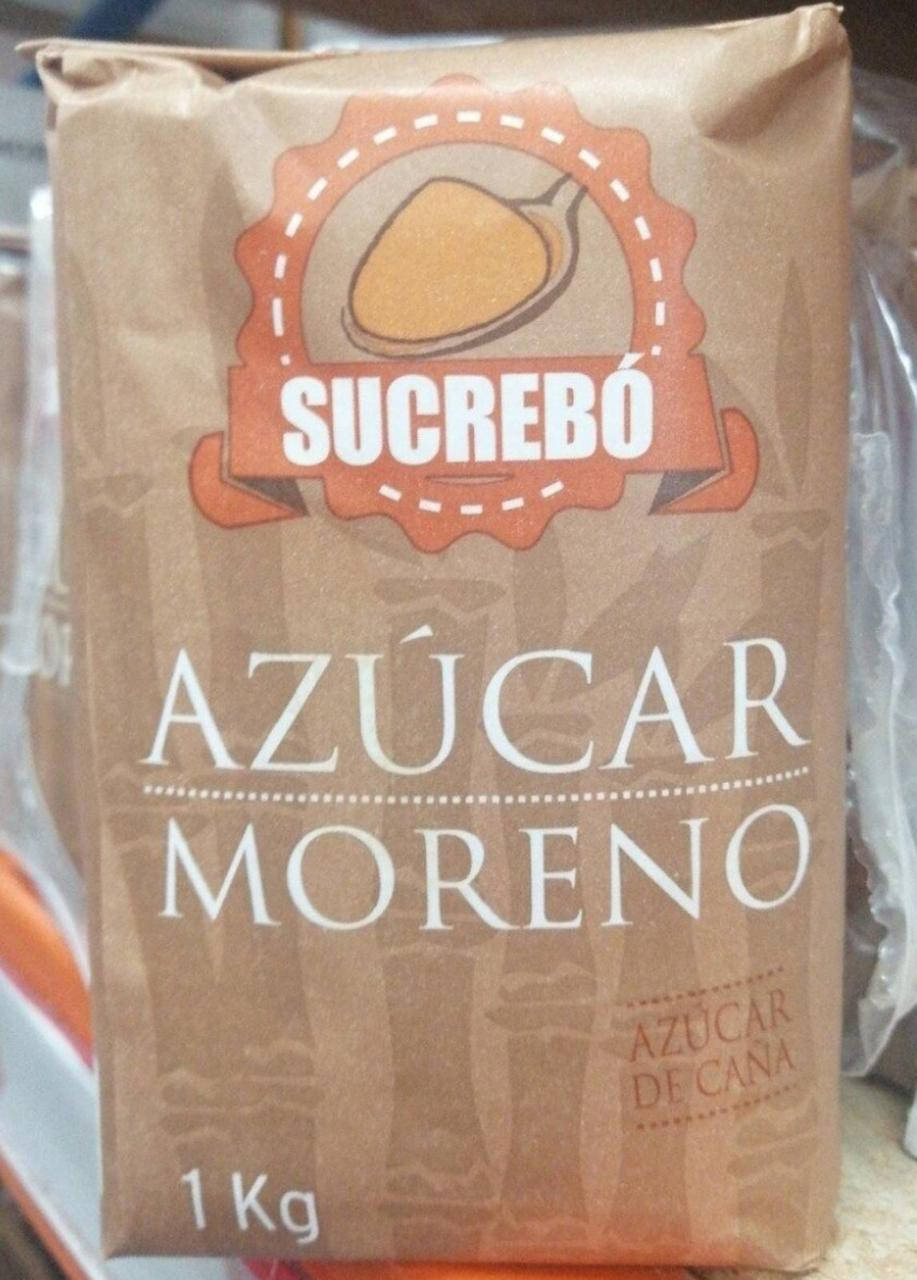 SUCREBÓ
AZÚCAR
MORENO
AZÚCAR
DE CAÑA
1 Kg